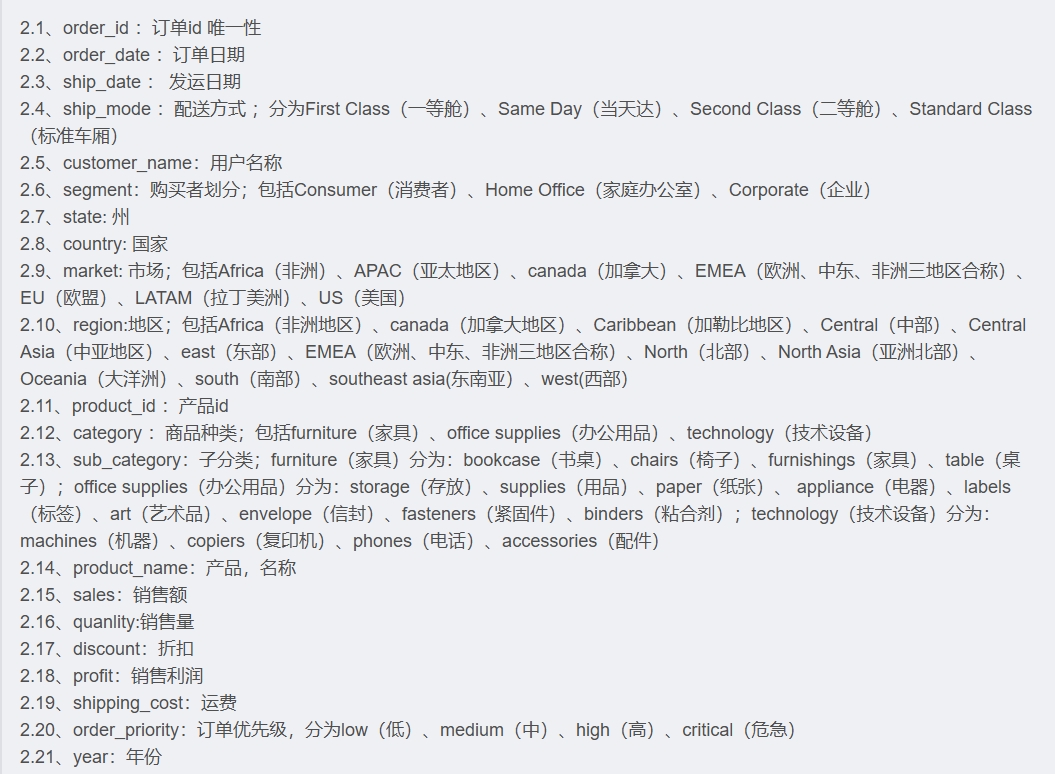 2.1、order_id ：订单id 唯一性
2.2、order_date ：订单日期
2.3、ship_date ： 发运日期
2.4、ship_mode ：配送方式 ；分为First Class（一等舱）、Same Day（当天达）、Second Class（二等舱）、Standard Class
（标准车厢）
2.5、customer_name：用户名称
2.6、segment：购买者划分；包括Consumer（消费者）、Home Office（家庭办公室）、Corporate（企业）
2.7、state: 州
2.8、country: 国家
2.9、market: 市场；包括Africa（非洲）、APAC（亚太地区）、canada（加拿大）、EMEA（欧洲、中东、非洲三地区合称）、
EU（欧盟）、LATAM（拉丁美洲）、US（美国）
2.10、region:地区；包括Africa（非洲地区）、canada（加拿大地区）、Caribbean（加勒比地区）、Central（中部）、Central
Asia（中亚地区）、east（东部）、EMEA（欧洲、中东、非洲三地区合称）、North（北部）、North Asia（亚洲北部）、
Oceania（大洋洲）、south（南部）、southeast asia(东南亚）、west(西部）
2.11、product_id ：产品id
2.12、category ：商品种类；包括furniture（家具）、office supplies（办公用品）、technology（技术设备）
2.13、sub_category：子分类；furniture（家具）分为：bookcase（书桌）、chairs（椅子）、furnishings（家具）、table（桌
子）；office supplies（办公用品）分为：storage（存放）、supplies（用品）、paper（纸张）、 appliance（电器）、labels
（标签）、art（艺术品）、envelope（信封）、fasteners（紧固件）、binders（粘合剂）；technology（技术设备）分为：
machines（机器）、copiers（复印机）、phones（电话）、accessories（配件）
2.14、product_name：产品，名称
2.15、sales：销售额
2.16、quanlity:销售量
2.17、discount：折扣
2.18、profit：销售利润
2.19、shipping_cost：运费
2.20、order_priority：订单优先级，分为low（低）、medium（中）、high（高）、critical（危急）
2.21、year：年份